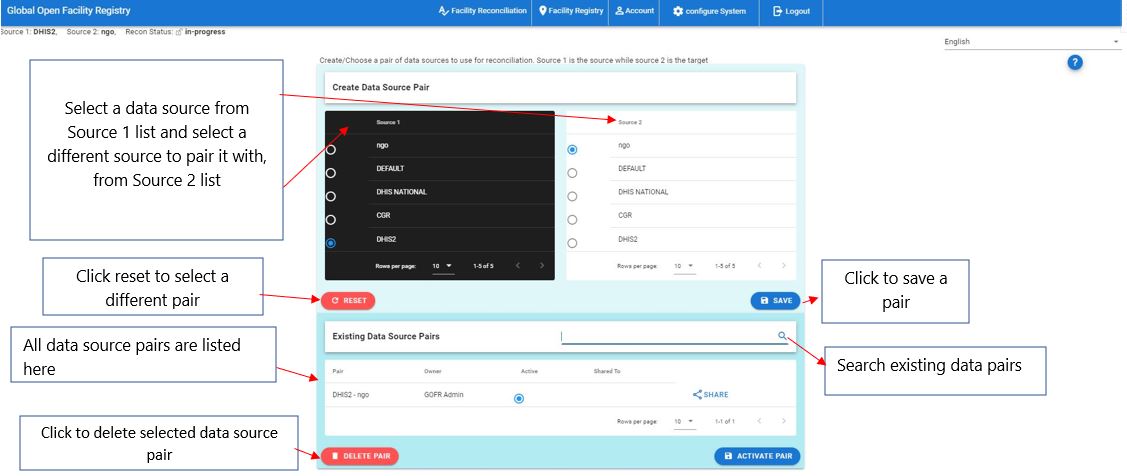 Global Open Facility Registry
Facility Reconciliation
Facility Registry
Account
configure System
Logout
Source 1: DHIS2, Source 2: ngo, Recon Status: in-progress
English
?
Create/Choose a pair of data sources to use for reconciliation. Source 1 is the source while source 2 is the target
Create Data Source Pair
Select a data source from
Source 1 list and select a
different source to pair it with,
from Source 2 list
Source 1
ngo
DEFAULT
DHIS NATIONAL
CGR
DHIS2
Rows per page: 10 1-5 of 5
Source 2
ngo
DEFAULT
DHIS NATIONAL
CGR
DHIS2
Rows per page: 10 1-5 of 5
Click reset to select a
different pair
RESET
SAVE
Click to save a
pair
All data source pairs are listed
here
Existing Data Source Pairs
Search existing data pairs
Pair Owner Active Shared To
DHIS2 - ngo GOFR Admin SHARE
Rows per page: 10 1-1 of 1
Click to delete selected data source
pair
DELETE PAIR
ACTIVATE PAIR